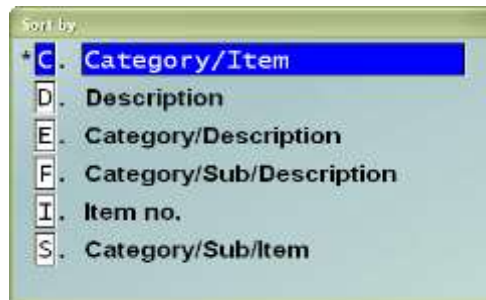 Sort by
*C. Category/Item
D. Description
E. Category/Description
F. Category/Sub/Description
I. Item no.
S. Category/Sub/Item